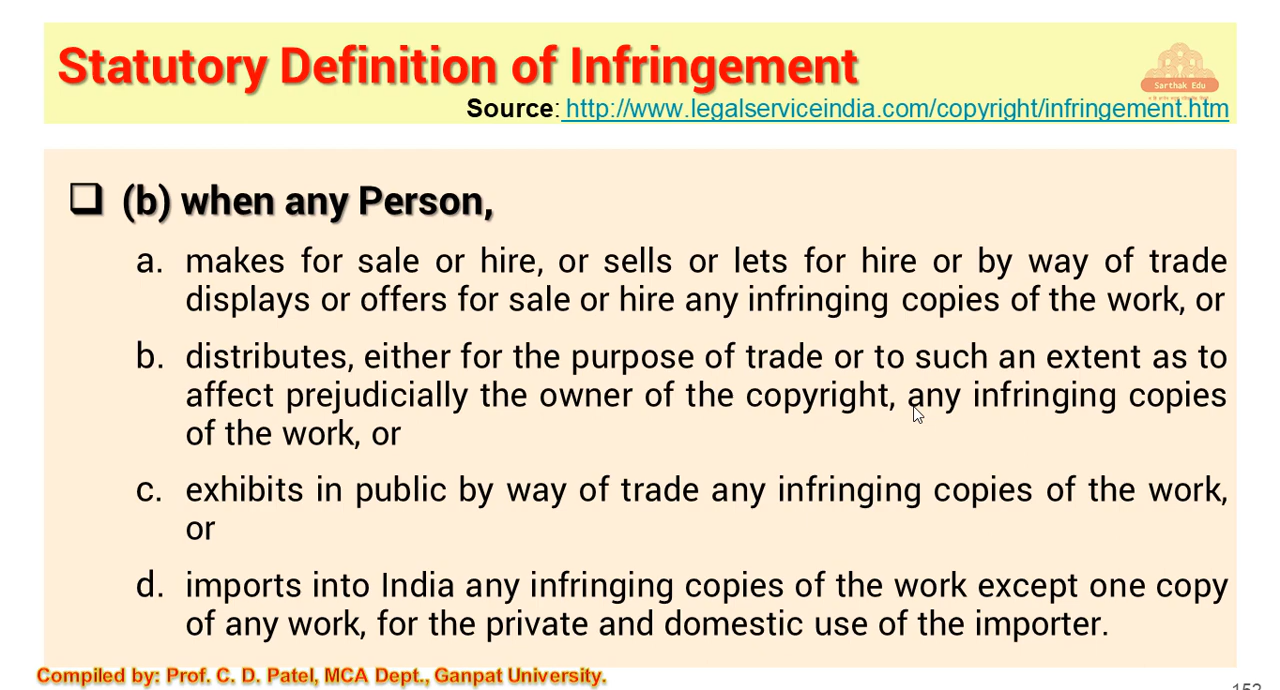 Statutory Definition of Infringement
Sarthak Edu
Source: http://www.legalserviceindia.com/copyright/infringement.htm
❑ (b) when any Person,
a. makes for sale or hire, or sells or lets for hire or by way of trade
displays or offers for sale or hire any infringing copies of the work, or
b. distributes, either for the purpose of trade or to such an extent as to
affect prejudicially the owner of the copyright, any infringing copies
of the work, or
c. exhibits in public by way of trade any infringing copies of the work,
or
d. imports into India any infringing copies of the work except one copy
of any work, for the private and domestic use of the importer.
Compiled by: Prof. C. D. Patel, MCA Dept., Ganpat University.